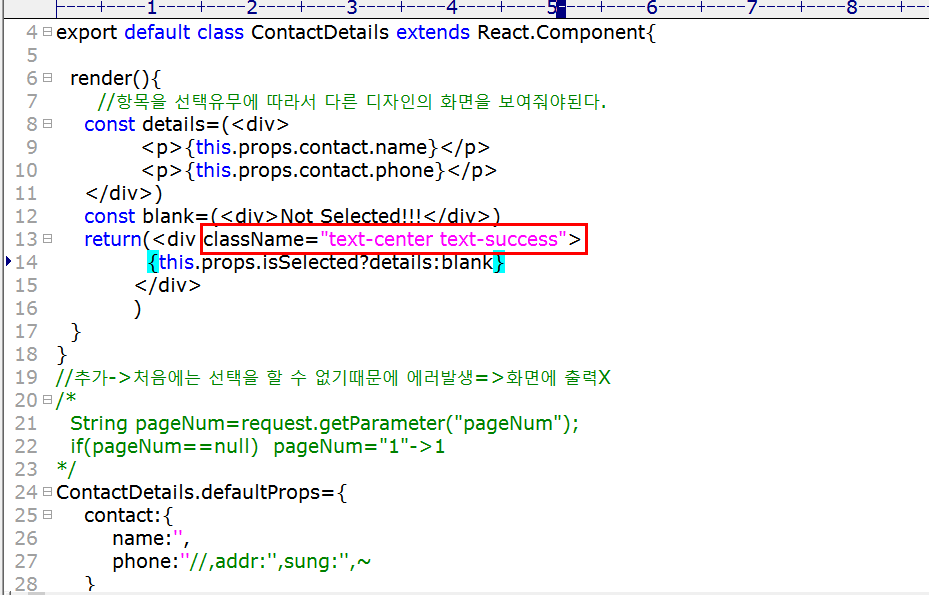 ----+----1----+----2----+----3----+----4----+----5----+----6----+----7----+----8----+--
4 export default class ContactDetails extends React.Component{
5
6 render(){
7 //항목을 선택유무에 따라서 다른 디자인의 화면을 보여줘야된다.
8 const details=(<div>
9 <p>{this.props.contact.name}</p>
10 <p>{this.props.contact.phone}</p>
11 </div>)
12 const blank=(<div>Not Selected!!!</div>)
13 return(<div className="text-center text-success">
14 {this.props.isSelected?details:blank}
15 </div>
16 )
17 }
18 }
19 //추가->처음에는 선택을 할 수 없기때문에 에러발생=>화면에 출력X
20 /*
21 String pageNum=request.getParameter("pageNum");
22 if(pageNum==null) pageNum="1"->1
23 */
24 ContactDetails.defaultProps={
25 contact:{
26 name:'',
27 phone:''//,addr:'',sung:'',~
28 }